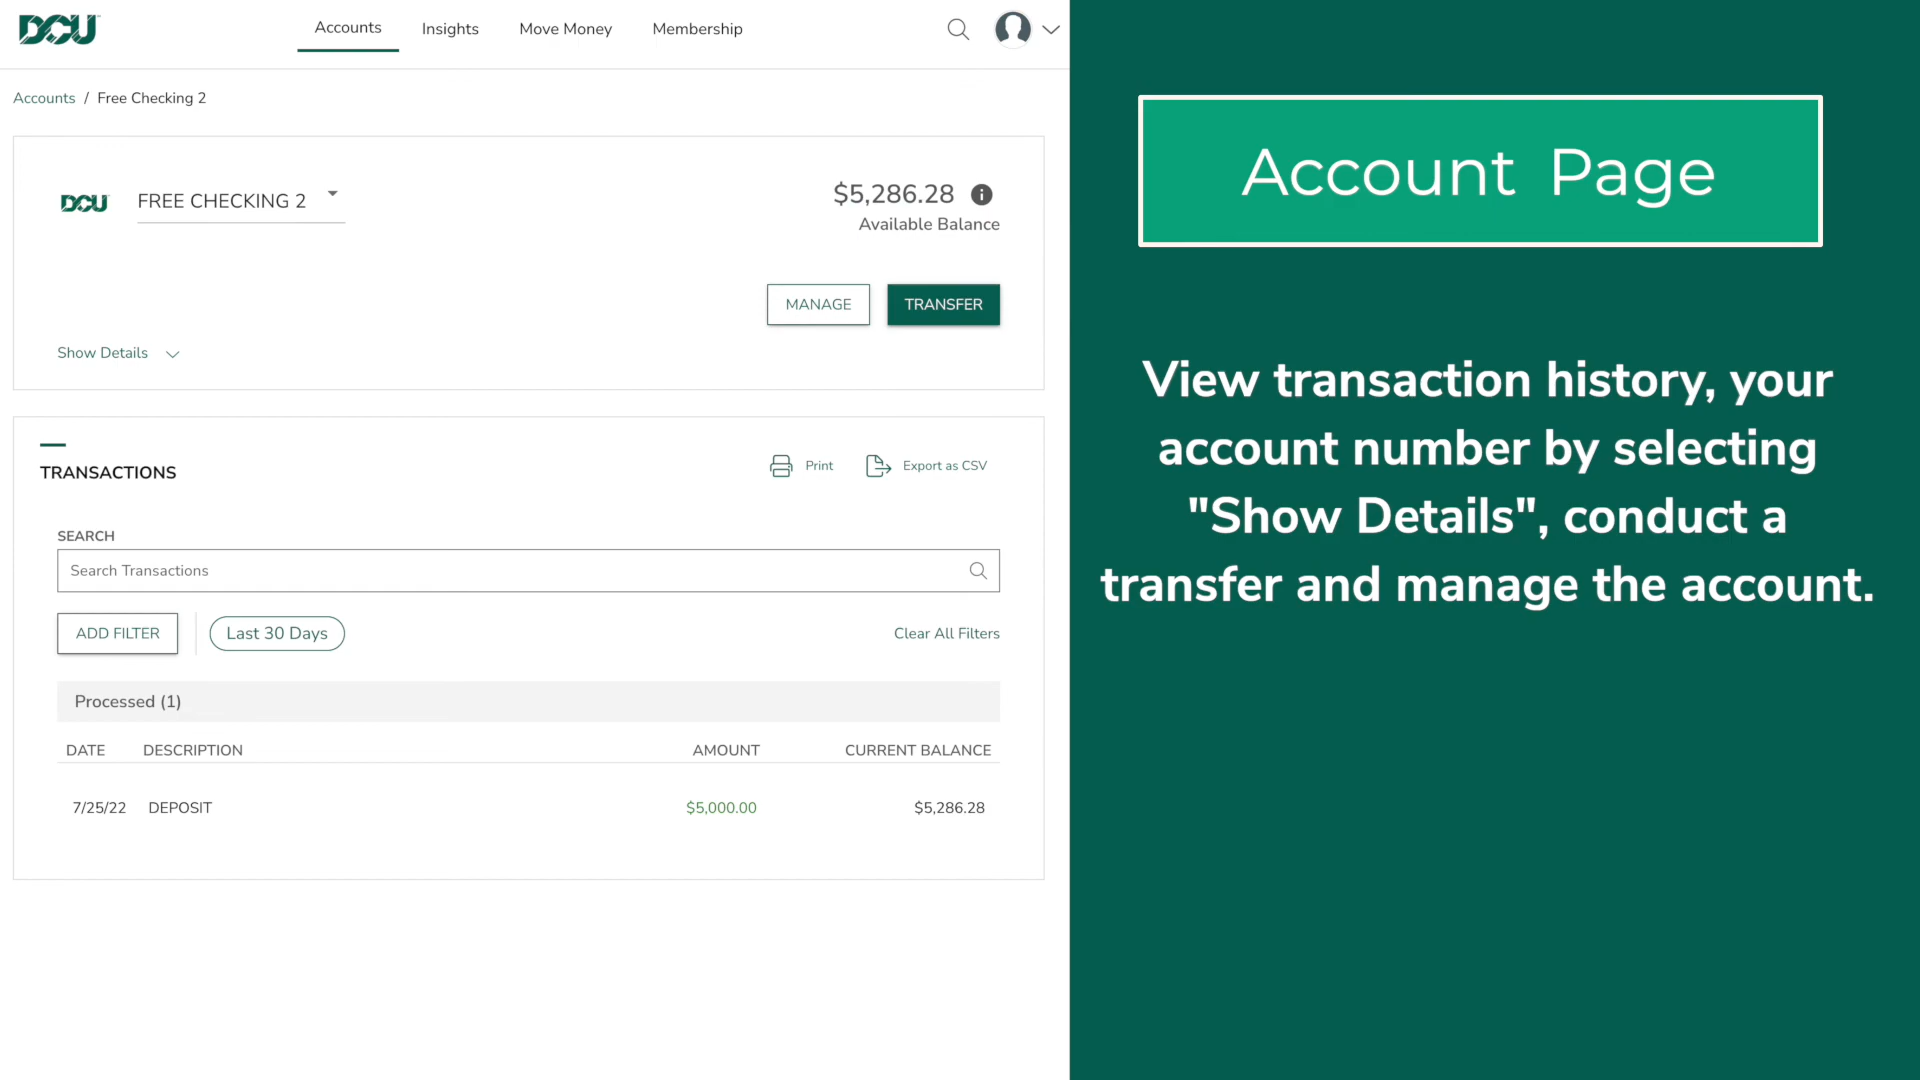 DCU
Accounts
Insights
Move Money
Membership
Accounts / Free Checking 2
DCU
FREE CHECKING 2
$5,286.28
Available Balance
MANAGE
TRANSFER
Show Details
TRANSACTIONS
Print
Export as CSV
SEARCH
Search Transactions
ADD FILTER
Last 30 Days
Clear All Filters
Processed (1)
DATE DESCRIPTION AMOUNT CURRENT BALANCE
7/25/22 DEPOSIT $5,000.00 $5,286.28
Account Page
View transaction history, your
account number by selecting
"Show Details", conduct a
transfer and manage the account.